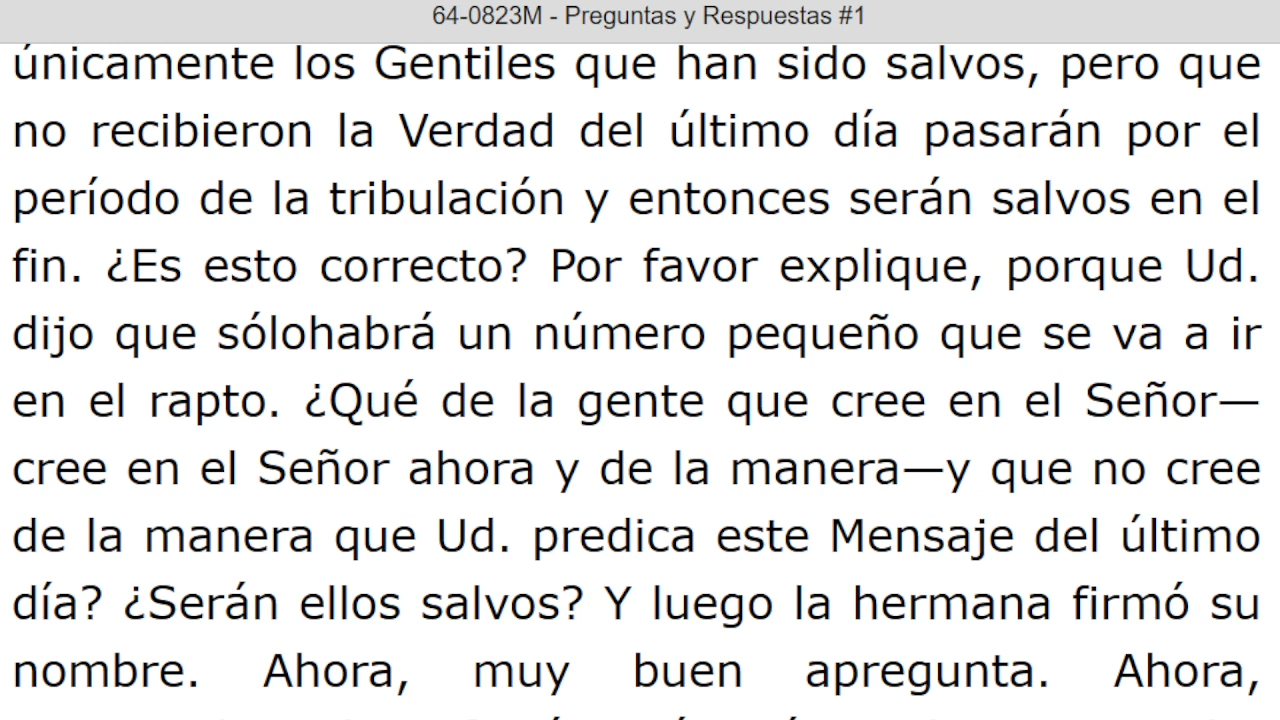 64-0823M - Preguntas y Respuestas #1
únicamente los Gentiles que han sido salvos, pero que
no recibieron la Verdad del último día pasarán por el
período de la tribulación y entonces serán salvos en el
fin. ¿Es esto correcto? Por favor explique, porque Ud.
dijo que sólohabrá un número pequeño que se va a ir
en el rapto. ¿Qué de la gente que cree en el Señor—
cree en el Señor ahora y de la manera—y que no cree
de la manera que Ud. predica este Mensaje del último
día? ¿Serán ellos salvos? Y luego la hermana firmó su
nombre. Ahora, muy buen apregunta. Ahora,